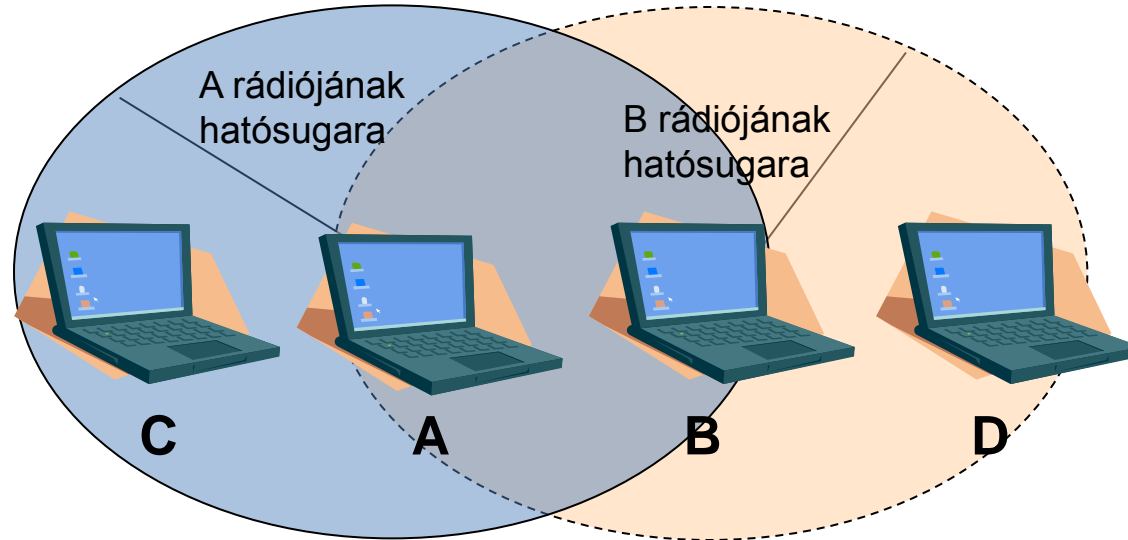 A rádiójának
hatósugara
B rádiójának
hatósugara
C
A
B
D